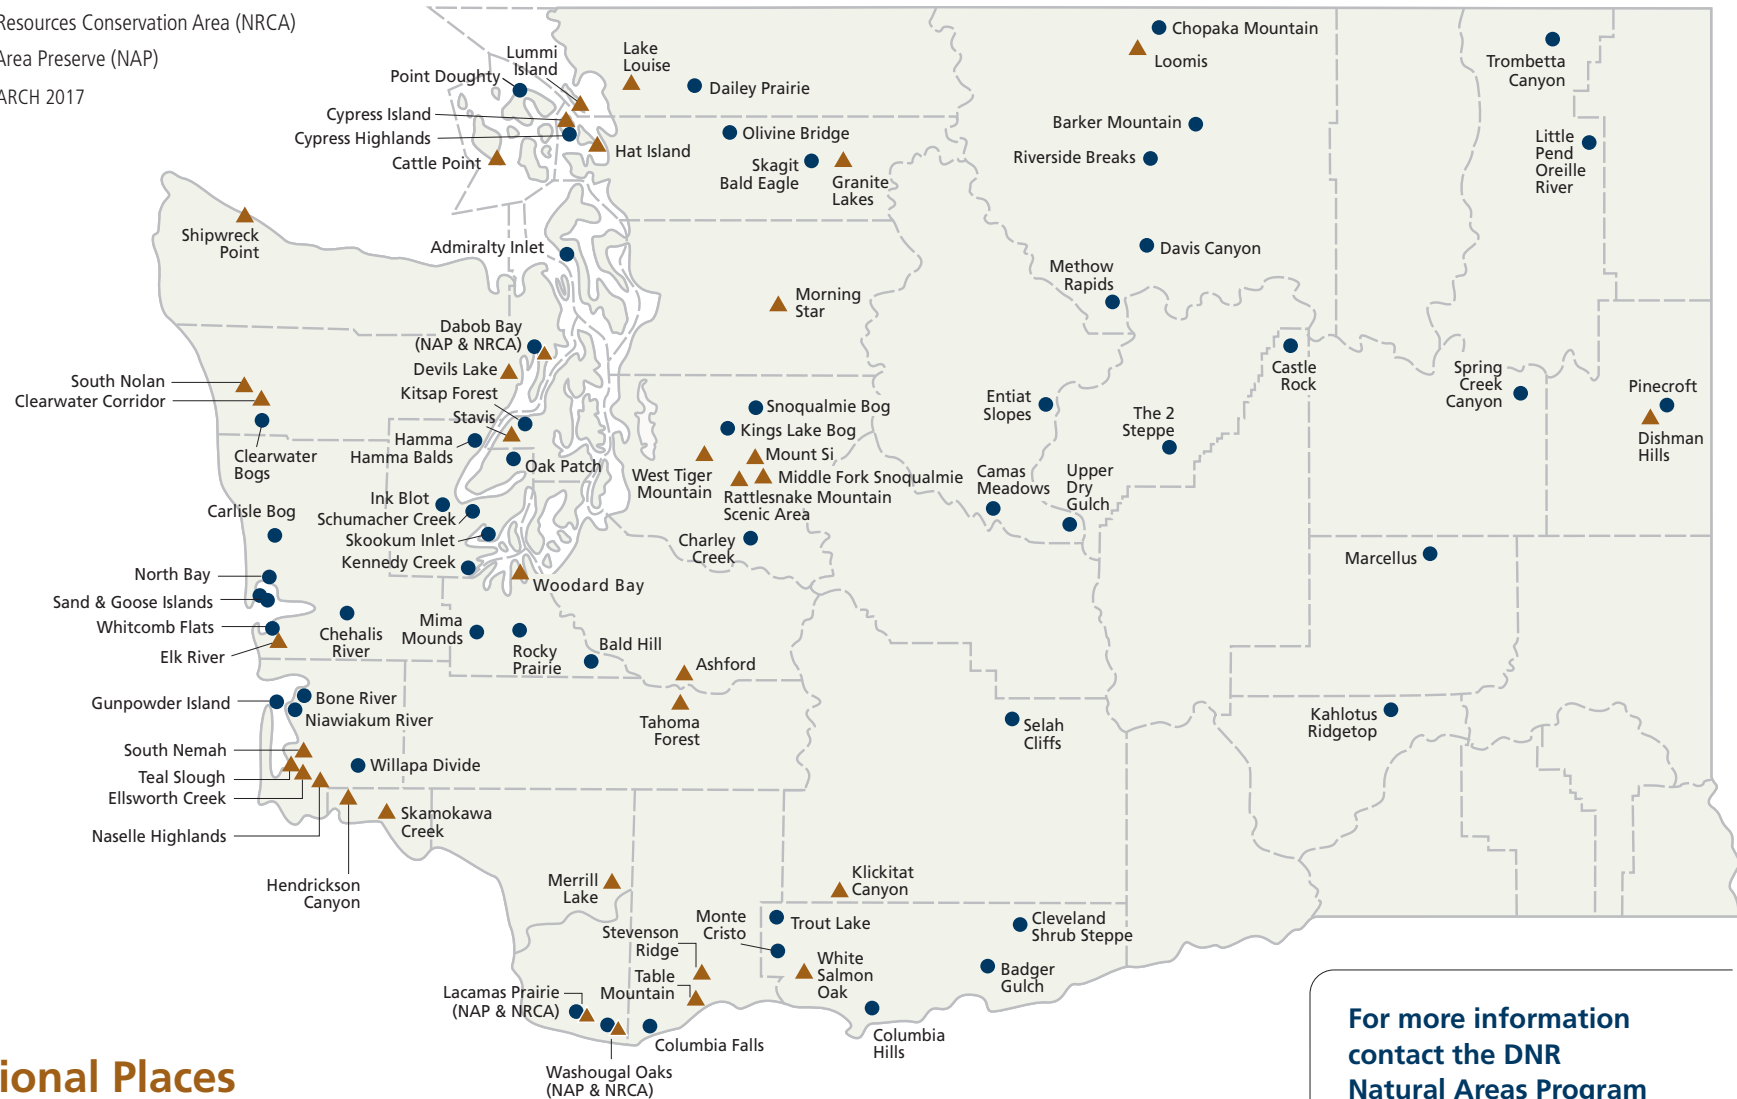 Resources Conservation Area (NRCA)
Area Preserve (NAP)
ARCH 2017
Lummi
Island
Point Doughty
Cypress Island
Cypress Highlands
Cattle Point
Hat Island
Lake
Louise
Dailey Prairie
Olivine Bridge
Skagit
Bald Eagle
Granite
Lakes
Chopaka Mountain
Loomis
Barker Mountain
Riverside Breaks
Davis Canyon
Methow
Rapids
Trombetta
Canyon
Little
Pend
Oreille
River
Shipwreck
Point
Admiralty Inlet
Morning
Star
Dabob Bay
(NAP & NRCA)
Devils Lake
Kitsap Forest
Stavis
Hamma
Hamma Balds
Oak Patch
Ink Blot
Schumacher Creek
Skookum Inlet
Kennedy Creek
Woodard Bay
South Nolan
Clearwater Corridor
Clearwater
Bogs
Carlisle Bog
North Bay
Sand & Goose Islands
Whitcomb Flats
Elk River
Chehalis
River
Mima
Mounds
Rocky
Prairie
Bald Hill
Ashford
Tahoma
Forest
Snoqualmie Bog
Kings Lake Bog
Mount Si
West Tiger
Mountain
Middle Fork Snoqualmie
Rattlesnake Mountain
Scenic Area
Charley
Creek
Entiat
Slopes
Camas
Meadows
Upper
Dry
Gulch
The 2
Steppe
Castle
Rock
Spring
Creek
Canyon
Pinecroft
Dishman
Hills
Marcellus
Kahlotus
Ridgetop
Selah
Cliffs
Gunpowder Island
Bone River
Niawiakum River
South Nemah
Teal Slough
Ellsworth Creek
Naselle Highlands
Willapa Divide
Skamokawa
Creek
Hendrickson
Canyon
Merrill
Lake
Stevenson
Ridge
Table
Mountain
Monte
Cristo
Trout Lake
Klickitat
Canyon
White
Salmon
Oak
Cleveland
Shrub Steppe
Badger
Gulch
Columbia
Hills
Lacamas Prairie
(NAP & NRCA)
Columbia Falls
Washougal Oaks
(NAP & NRCA)
ional Places
For more information
contact the DNR
Natural Areas Program